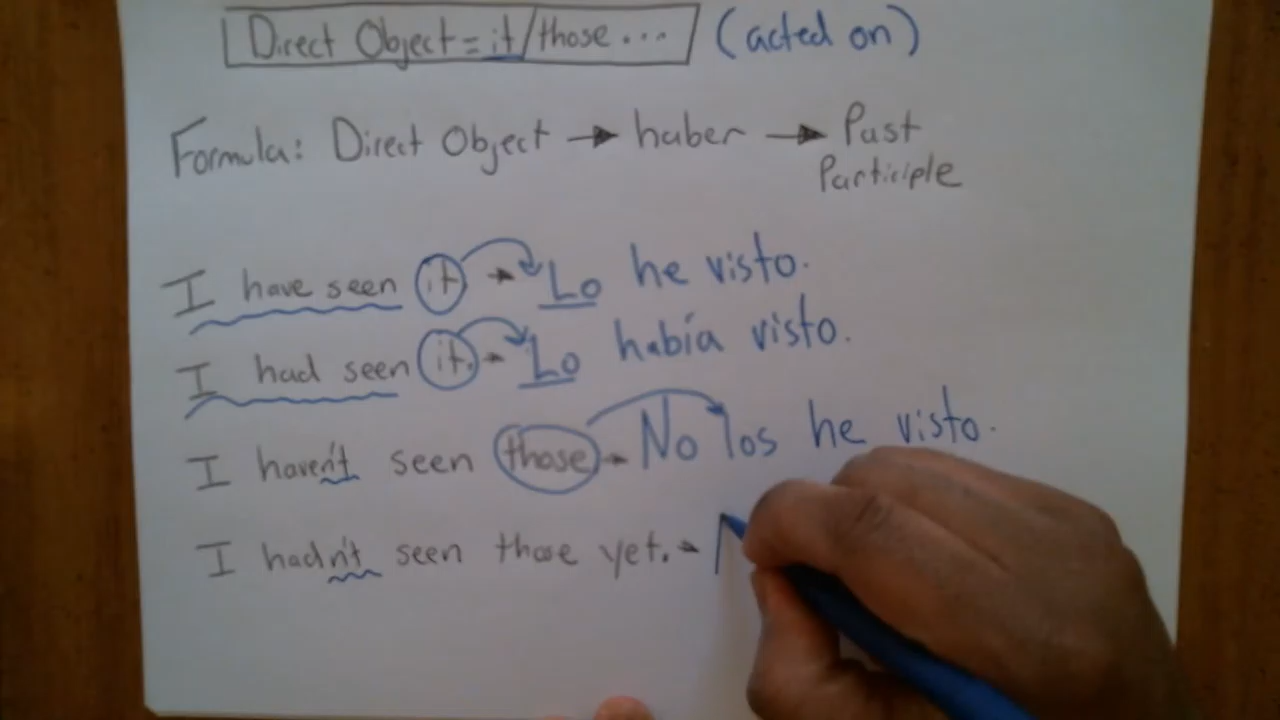 Direct Object = it/those... (acted on)
Formula: Direct Object → haber → Past
Participle
I have seen it → Lo he visto.
I had seen it. → Lo había visto.
I haven't seen those → No los he visto.
I hadn't seen those yet. →